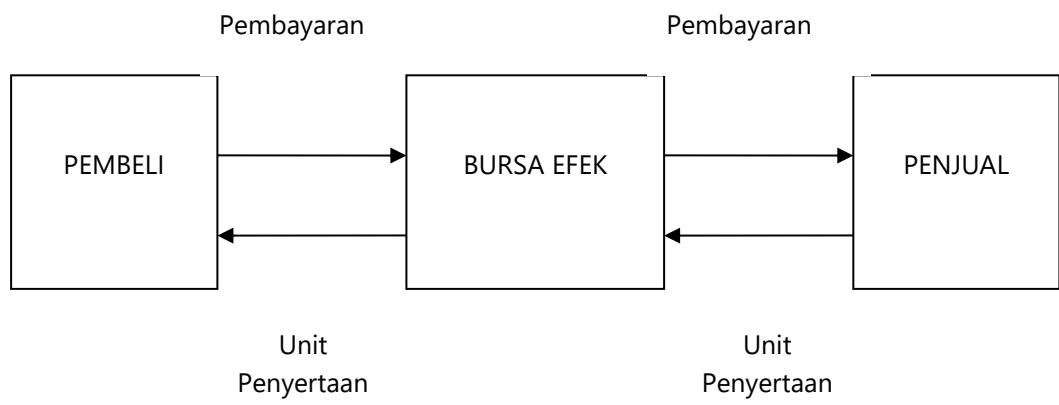 Pembayaran
Pembayaran
PEMBELI
BURSA EFEK
PENJUAL
Unit
Penyertaan
Unit
Penyertaan